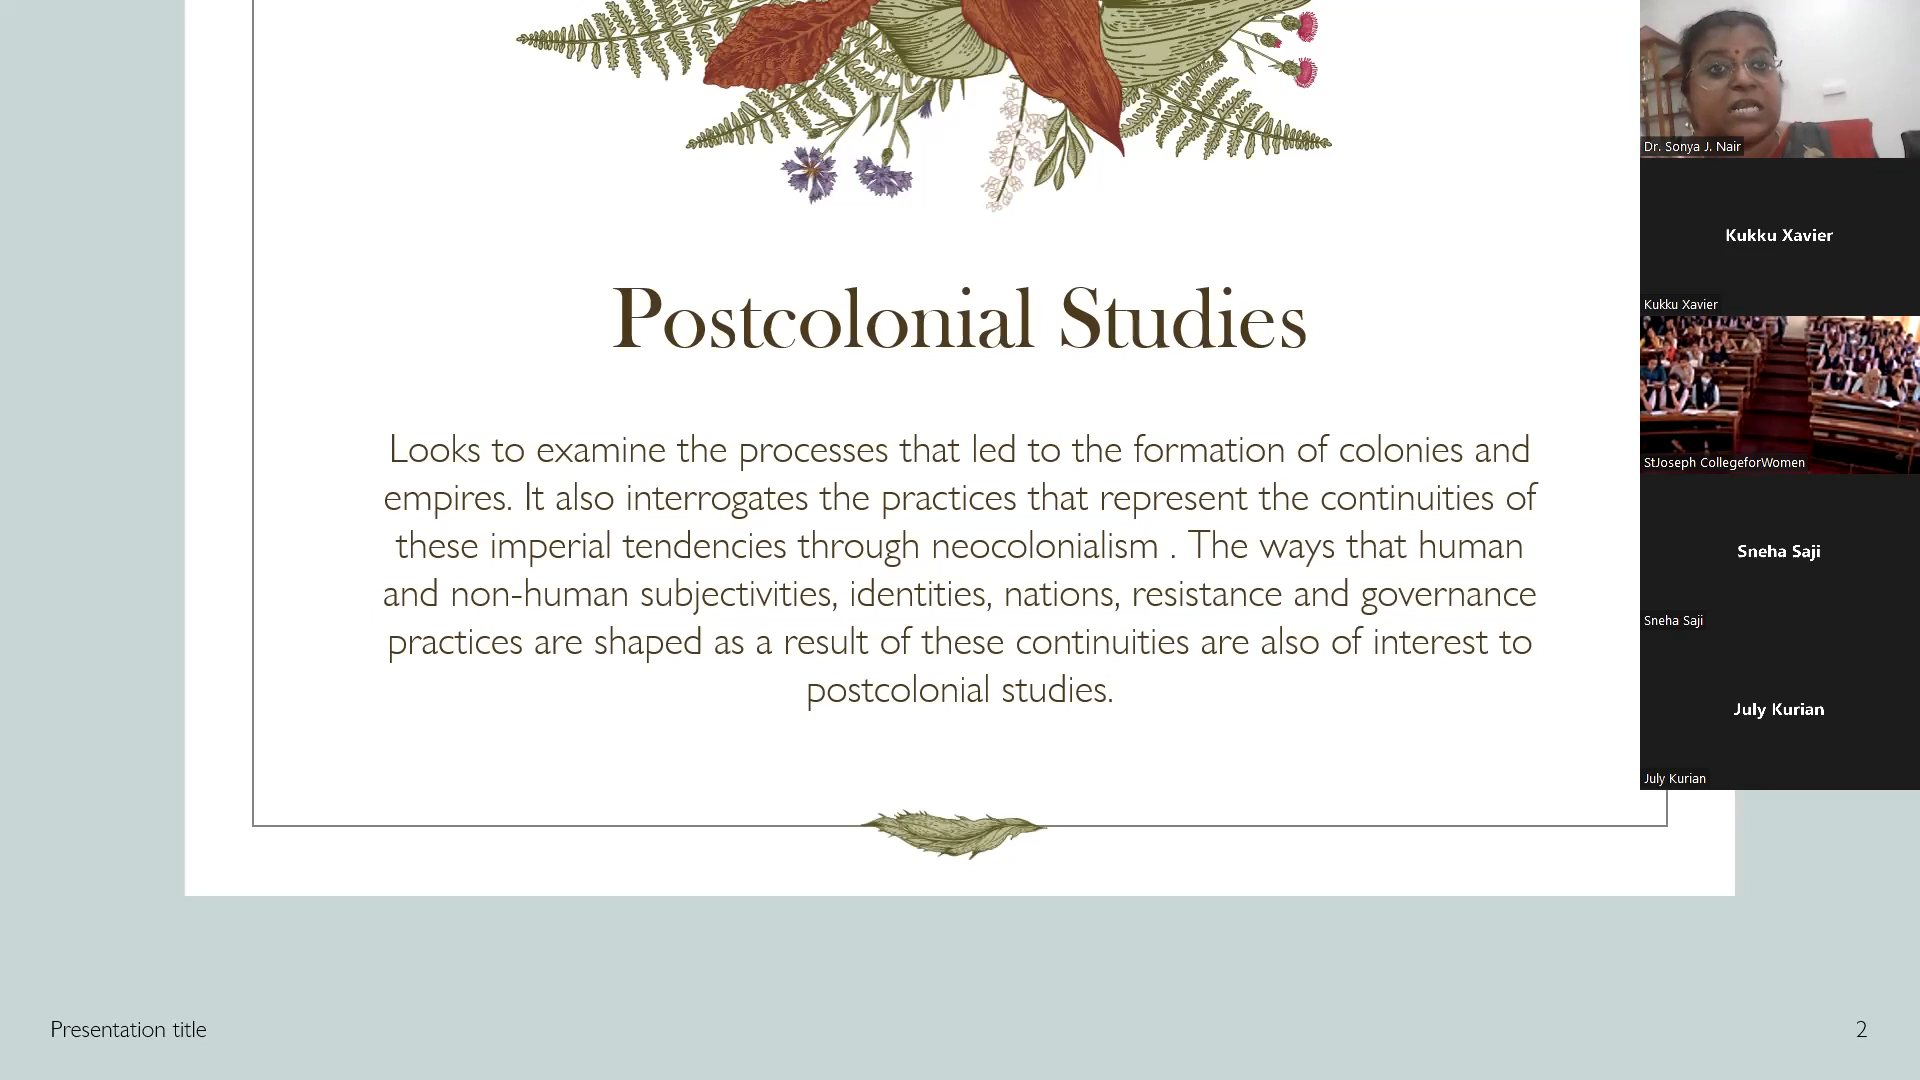 Postcolonial Studies
Looks to examine the processes that led to the formation of colonies and
empires. It also interrogates the practices that represent the continuities of
these imperial tendencies through neocolonialism . The ways that human
and non-human subjectivities, identities, nations, resistance and governance
practices are shaped as a result of these continuities are also of interest to
postcolonial studies.
Presentation title
2
Dr. Sonya J. Nair
Kukku Xavier
Kukku Xavier
StJoseph CollegeforWomen
Sneha Saji
Sneha Saji
July Kurian
July Kurian